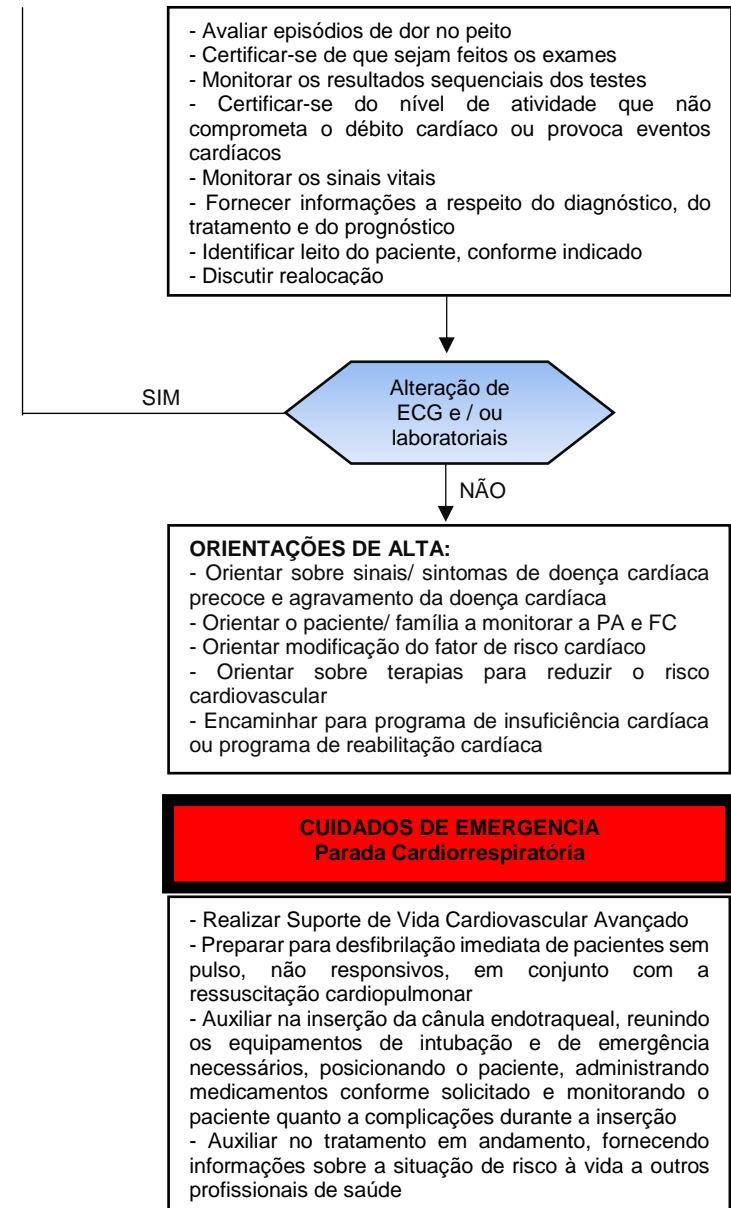 - Avaliar episódios de dor no peito
- Certificar-se de que sejam feitos os exames
- Monitorar os resultados sequenciais dos testes
- Certificar-se do nível de atividade que não
comprometa o débito cardíaco ou provoca eventos
cardíacos
- Monitorar os sinais vitais
- Fornecer informações a respeito do diagnóstico, do
tratamento e do prognóstico
- Identificar leito do paciente, conforme indicado
- Discutir realocação
SIM
Alteração de
ECG e / ou
laboratoriais
NÃO
ORIENTAÇÕES DE ALTA:
- Orientar sobre sinais/ sintomas de doença cardíaca
precoce e agravamento da doença cardíaca
- Orientar o paciente/ família a monitorar a PA e FC
- Orientar modificação do fator de risco cardíaco
- Orientar sobre terapias para reduzir o risco
cardiovascular
- Encaminhar para programa de insuficiência cardíaca
ou programa de reabilitação cardíaca
CUIDADOS DE EMERGENCIA
Parada Cardiorrespiratória
- Realizar Suporte de Vida Cardiovascular Avançado
- Preparar para desfibrilação imediata de pacientes sem
pulso, não responsivos, em conjunto com a
ressuscitação cardiopulmonar
- Auxiliar na inserção da cânula endotraqueal, reunindo
os equipamentos de intubação e de emergência
necessários, posicionando o paciente, administrando
medicamentos conforme solicitado e monitorando o
paciente quanto a complicações durante a inserção
- Auxiliar no tratamento em andamento, fornecendo
informações sobre a situação de risco à vida a outros
profissionais de saúde